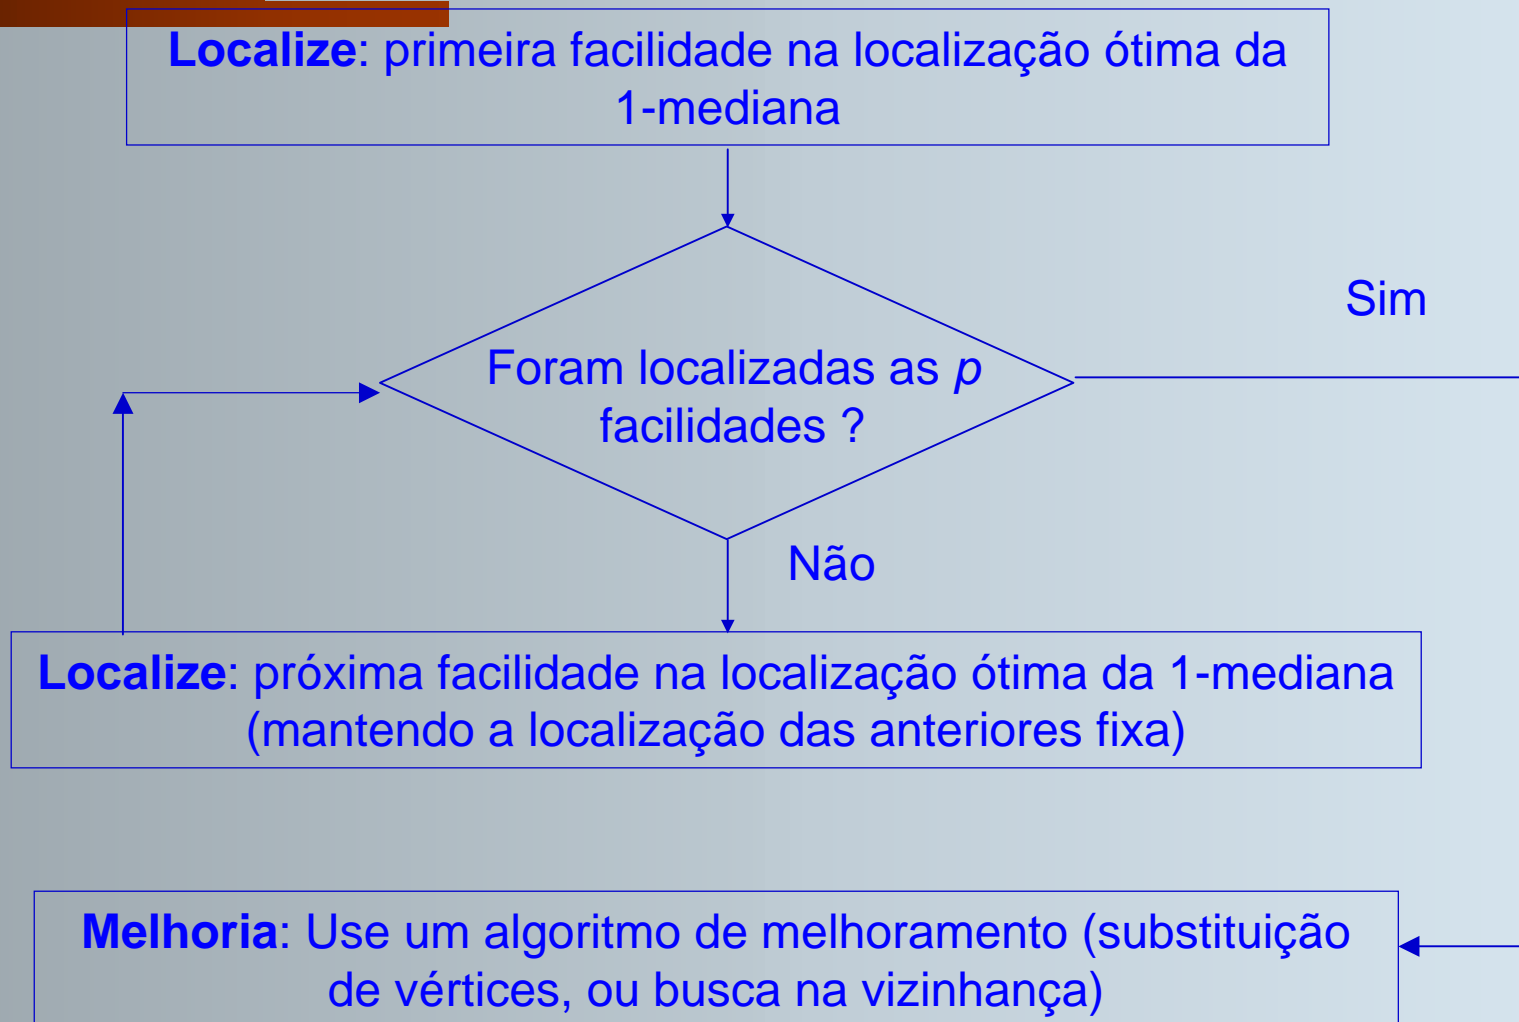 Localize: primeira facilidade na localização ótima da
1-mediana
Sim
Foram localizadas as p
facilidades ?
Não
Localize: próxima facilidade na localização ótima da 1-mediana
(mantendo a localização das anteriores fixa)
Melhoria: Use um algoritmo de melhoramento (substituição
de vértices, ou busca na vizinhança)